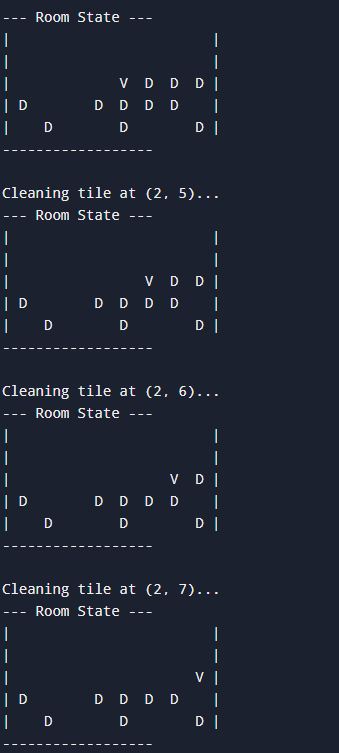 --- Room State ---
|                         |
|                         |
|             V  D  D  D |
| D        D  D  D  D    |
|    D        D        D |
------------------
Cleaning tile at (2, 5)...
--- Room State ---
|                         |
|                         |
|                V  D  D |
| D        D  D  D  D    |
|    D        D        D |
------------------
Cleaning tile at (2, 6)...
--- Room State ---
|                         |
|                         |
|                   V  D |
| D        D  D  D  D    |
|    D        D        D |
------------------
Cleaning tile at (2, 7)...
--- Room State ---
|                         |
|                         |
|                      V |
| D        D  D  D  D    |
|    D        D        D |
------------------